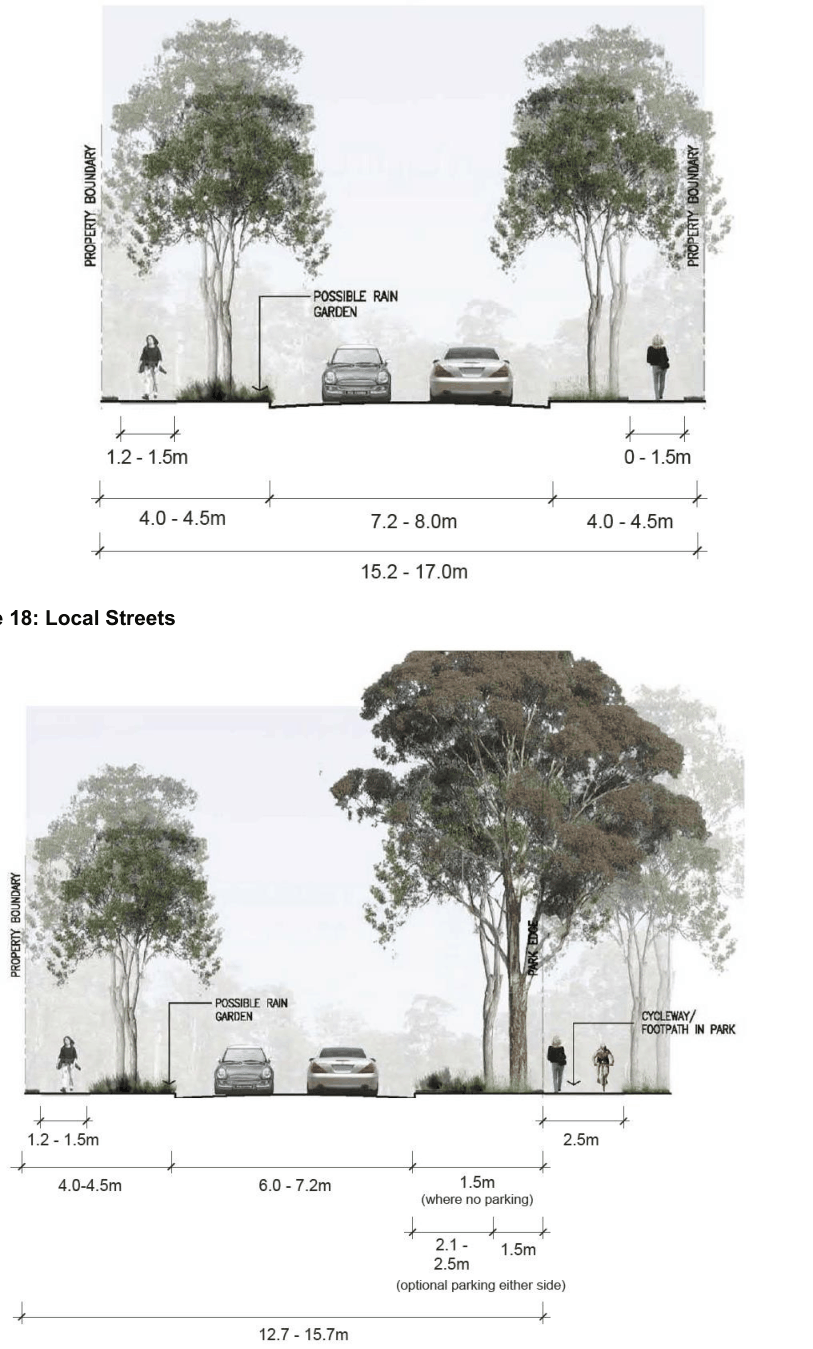 PROPERTY BOUNDARY
PROPERTY BOUNDARY
POSSIBLE RAIN
GARDEN
1.2 - 1.5m
0 - 1.5m
4.0 - 4.5m
7.2 - 8.0m
4.0 - 4.5m
15.2 - 17.0m
e 18: Local Streets
PROPERTY BOUNDARY
PARK EDGE
POSSIBLE RAIN
GARDEN
CYCLEWAY/
FOOTPATH IN PARK
1.2 - 1.5m
2.5m
4.0-4.5m
6.0 - 7.2m
1.5m
(where no parking)
2.1 -
2.5m
1.5m
(optional parking either side)
12.7 - 15.7m